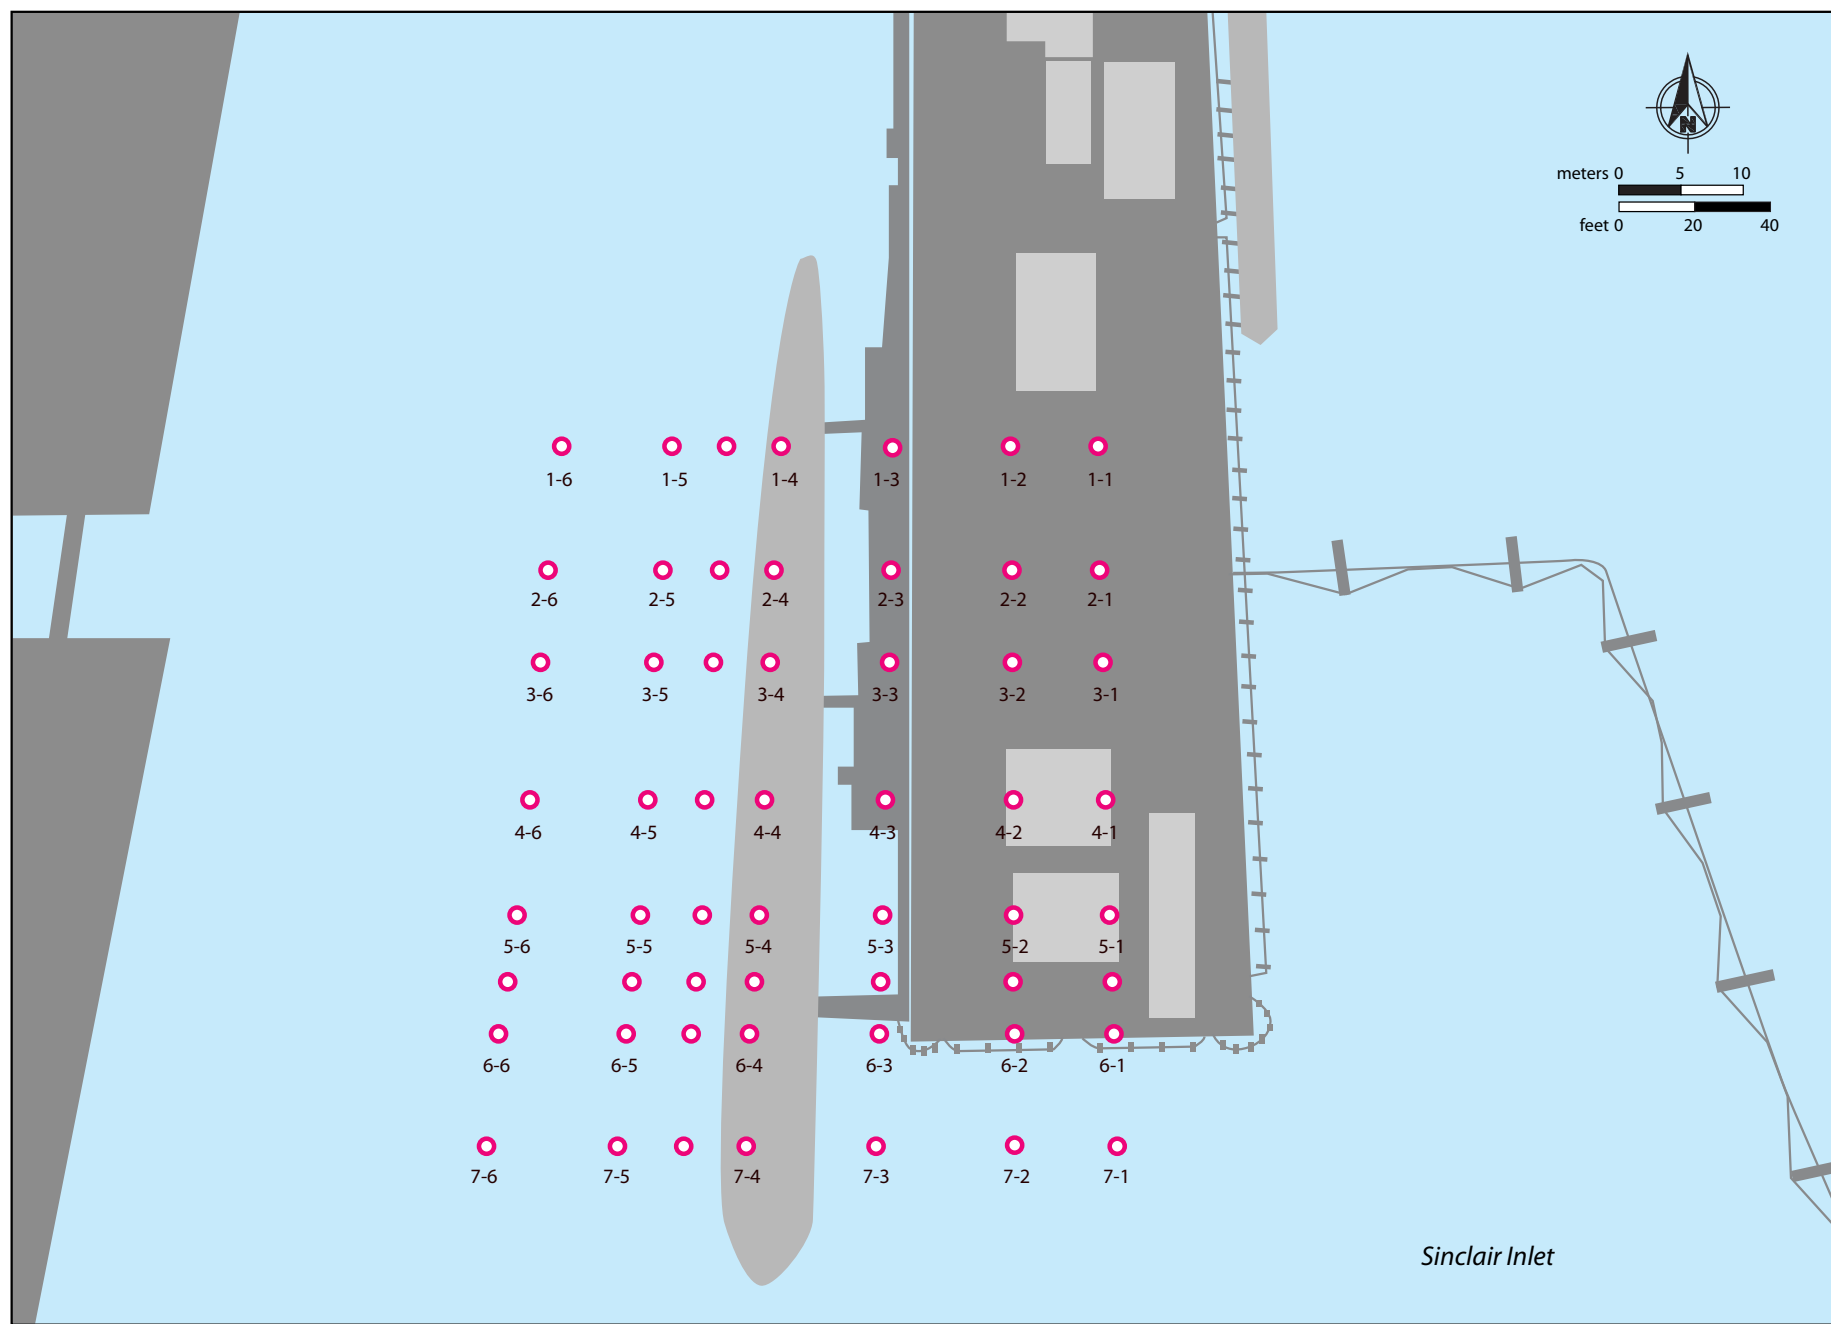 N
meters 0 5 10
feet 0 20 40
1-6 1-5 1-4 1-3 1-2 1-1
2-6 2-5 2-4 2-3 2-2 2-1
3-6 3-5 3-4 3-3 3-2 3-1
4-6 4-5 4-4 4-3 4-2 4-1
5-6 5-5 5-4 5-3 5-2 5-1
6-6 6-5 6-4 6-3 6-2 6-1
7-6 7-5 7-4 7-3 7-2 7-1
Sinclair Inlet